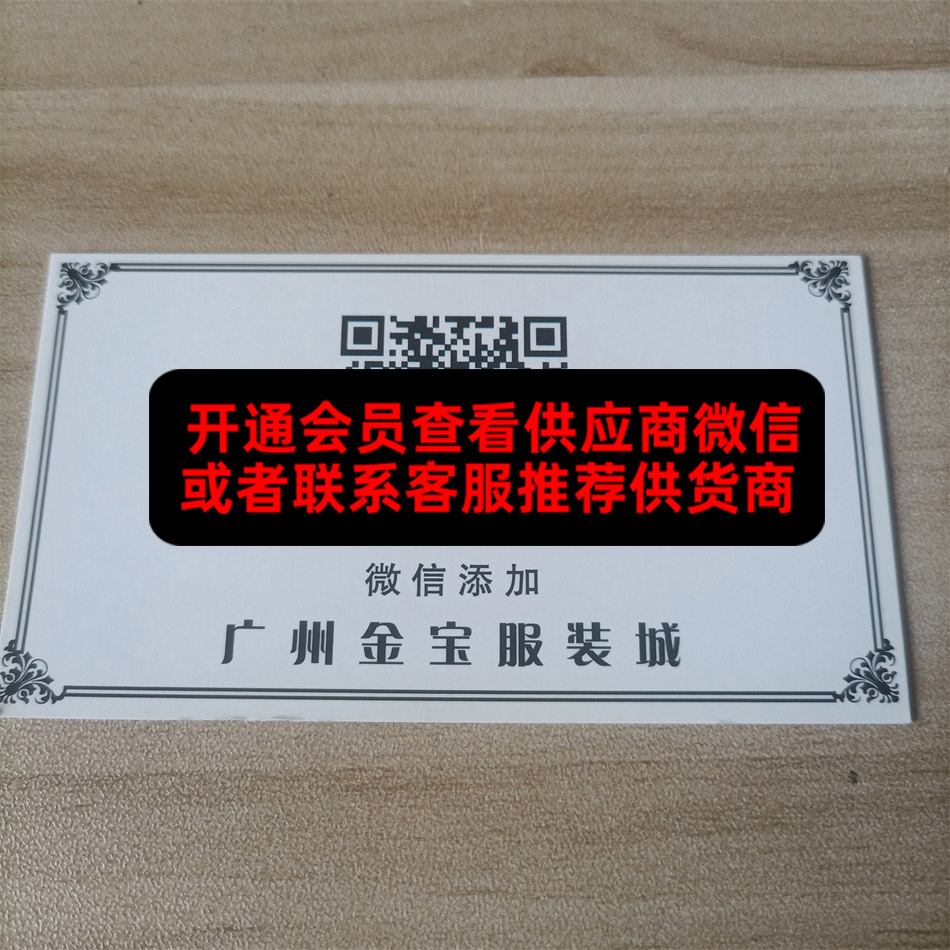 开通会员查看供应商微信
或者联系客服推荐供货商
微信添加
广州金宝服装城